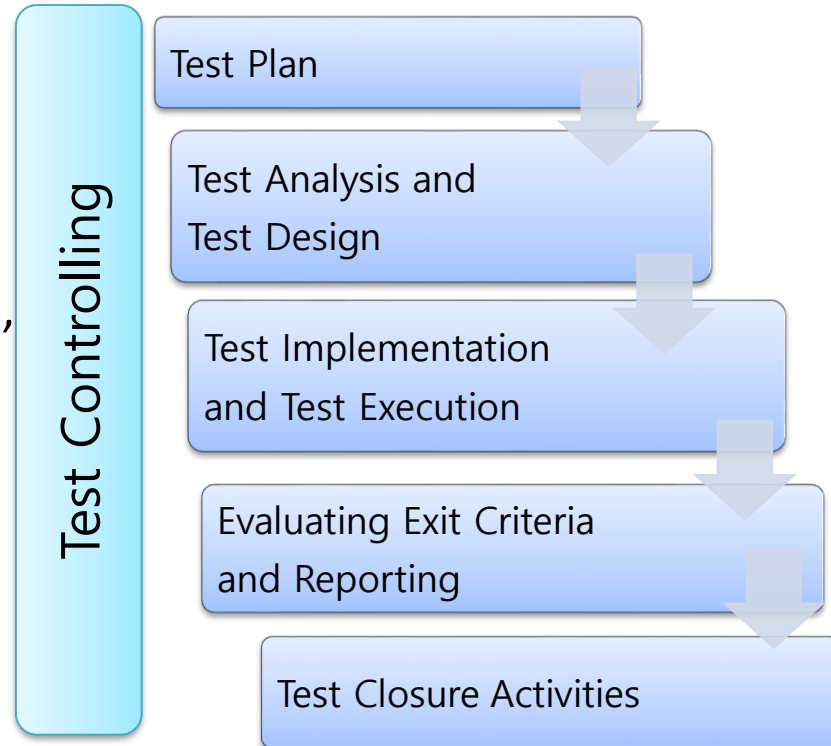 Test Controlling
Test Plan
Test Analysis and
Test Design
,
Test Implementation
and Test Execution
Evaluating Exit Criteria
and Reporting
Test Closure Activities